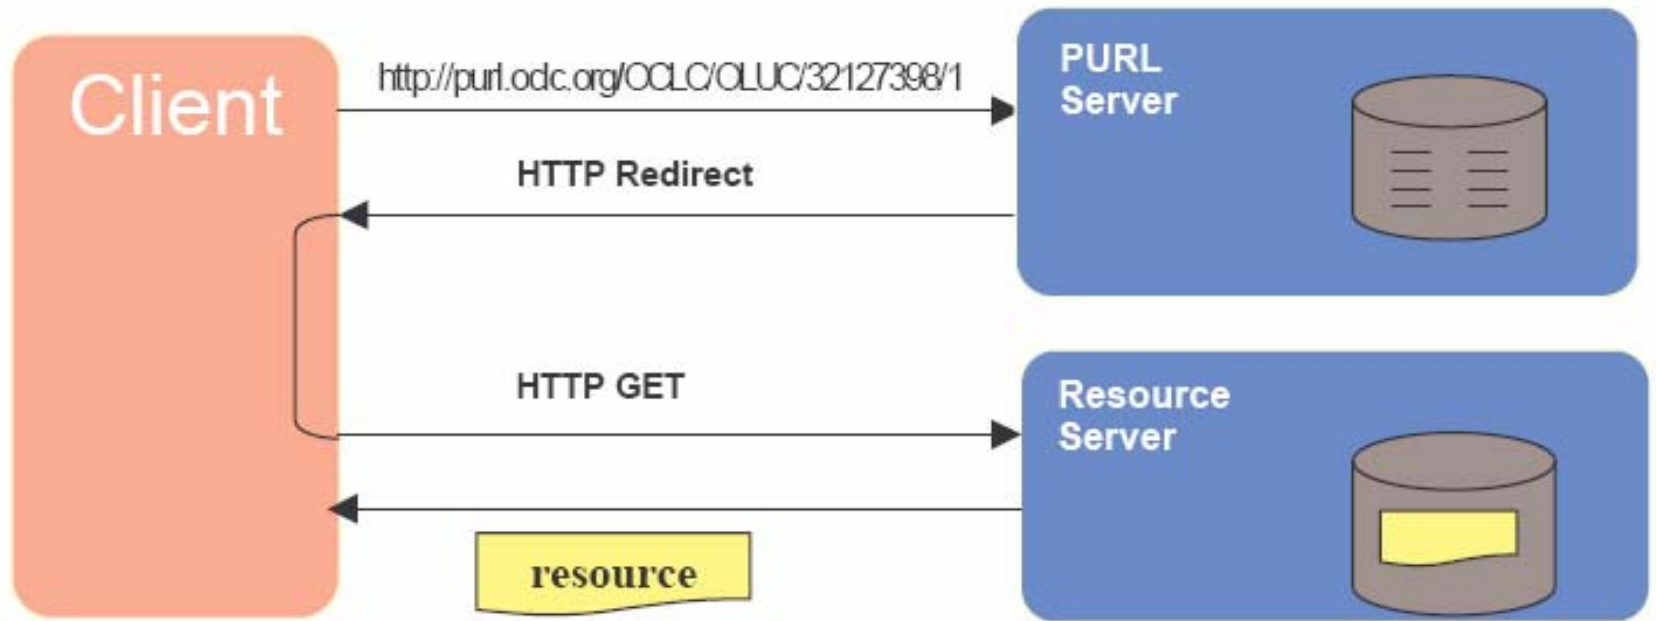 Client
http://purl.oclc.org/OCLC/OLUC/32127398/1
PURL
Server
HTTP Redirect
HTTP GET
Resource
Server
resource